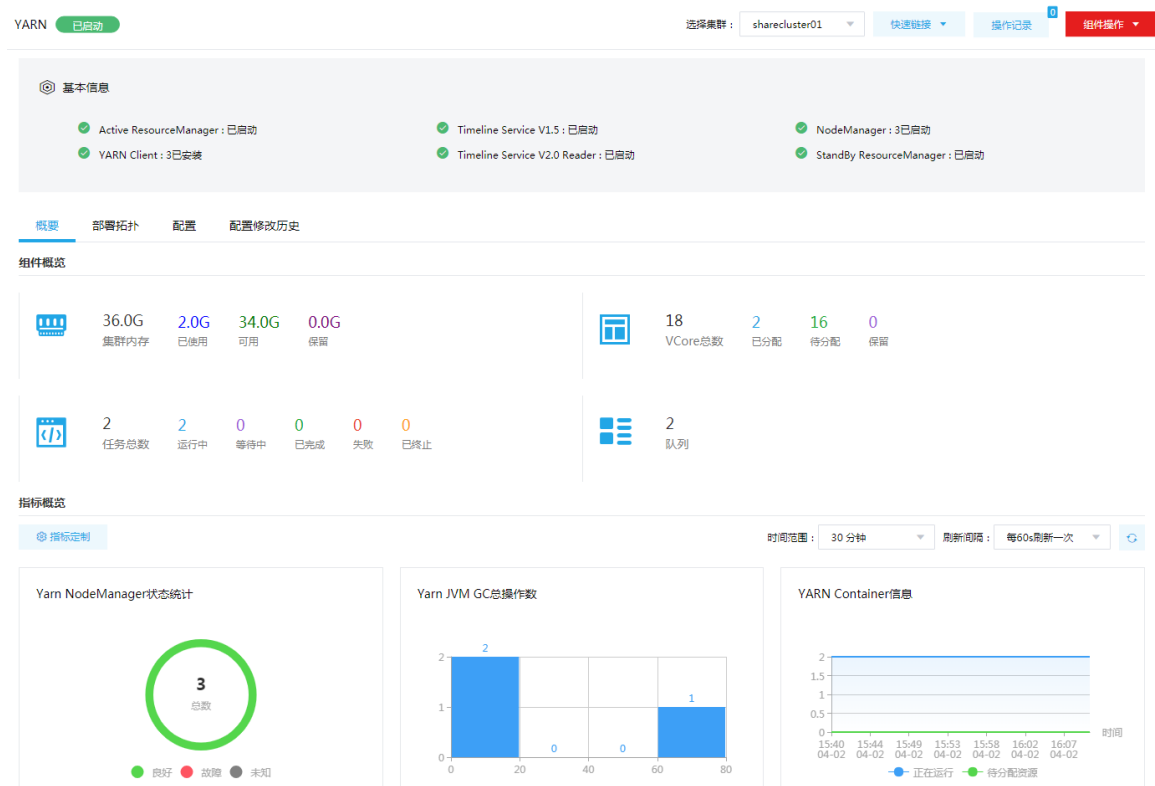 YARN 已启动 选择集群： sharecluster01 快速链接 操作记录 0 组件操作
基本信息
Active ResourceManager : 已启动 Timeline Service V1.5 : 已启动 NodeManager : 3已启动
YARN Client : 3已安装 Timeline Service V2.0 Reader : 已启动 StandBy ResourceManager : 已启动
概要 部署拓扑 配置 配置修改历史
组件概览
36.0G 2.0G 34.0G 0.0G 18 2 16 0
集群内存 已使用 可用 保留 VCore总数 已分配 待分配 保留
2 2 0 0 0 0 2
任务总数 运行中 等待中 已完成 失败 已终止 队列
指标概览
指标定制 时间范围： 30 分钟 刷新间隔： 每60s刷新一次
Yarn NodeManager状态统计 Yarn JVM GC总操作数 YARN Container信息
3
总数
良好 故障 未知
2
2
1
1
0
0 0
0 20 40 60 80
2
1.5
1
0.5
0
时间
15:40 15:44 15:49 15:53 15:58 16:02 16:07
04-02 04-02 04-02 04-02 04-02 04-02 04-02
正在运行 待分配资源